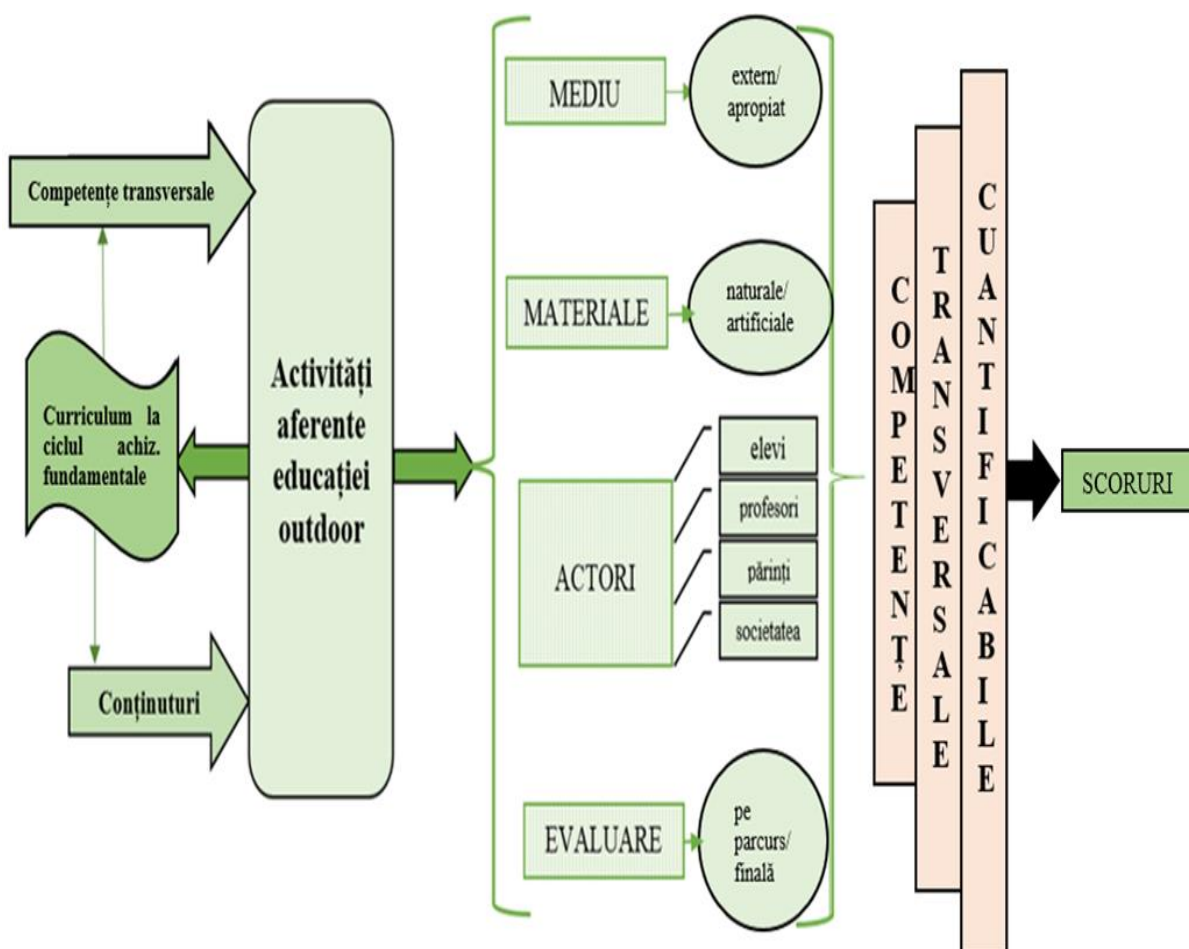 Competențe transversale
Curriculum la
ciclul achiz.
fundamentale
Conținuturi
Activități
aferente
educației
outdoor
MEDIU
extern/
apropiat
MATERIALE
naturale/
artificiale
ACTORI
elevi
profesori
părinți
societatea
EVALUARE
pe
parcurs/
finală
COMPETENȚE
TRANSVERSALE
CUANTIFICABILE
SCORURI